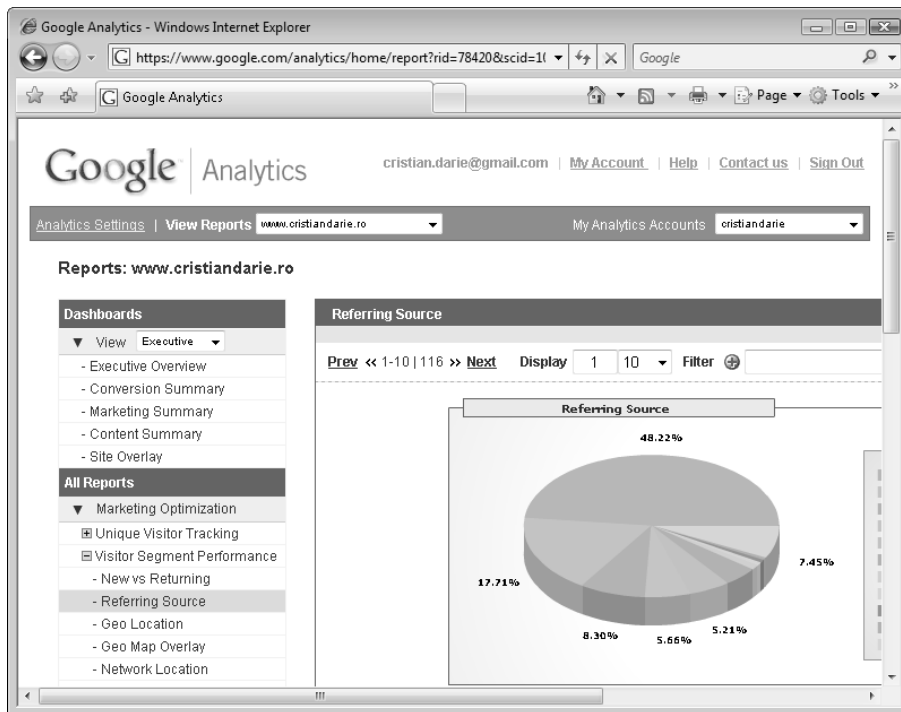 Google Analytics - Windows Internet Explorer
https://www.google.com/analytics/home/report?rid=78420&scid=1( Google
Google Analytics Page Tools »
Google Analytics cristian.darie@gmail.com | My Account | Help | Contact us | Sign Out
Analytics Settings | View Reports www.cristiandarie.ro My Analytics Accounts cristiandarie
Reports: www.cristiandarie.ro
Dashboards
View Executive
- Executive Overview
- Conversion Summary
- Marketing Summary
- Content Summary
- Site Overlay
All Reports
Marketing Optimization
Unique Visitor Tracking
Visitor Segment Performance
- New vs Returning
- Referring Source
- Geo Location
- Geo Map Overlay
- Network Location
Referring Source
Prev « 1-10 | 116 » Next Display 1 10 Filter
Referring Source
48.22%
7.45%
17.71%
5.21%
8.30%
5.66%